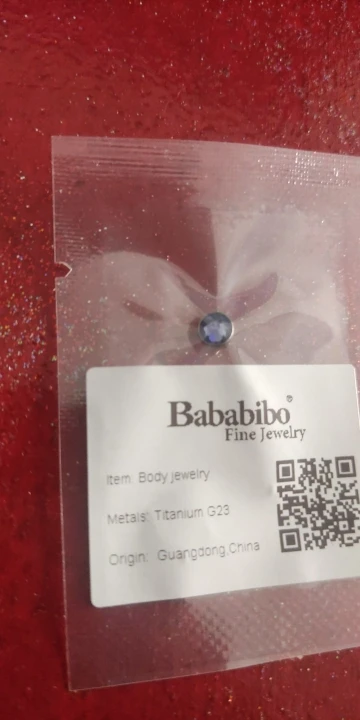 Bababibo®
Fine Jewelry
Item: Body jewelry
Metals: Titanium G23
Origin: Guangdong,China